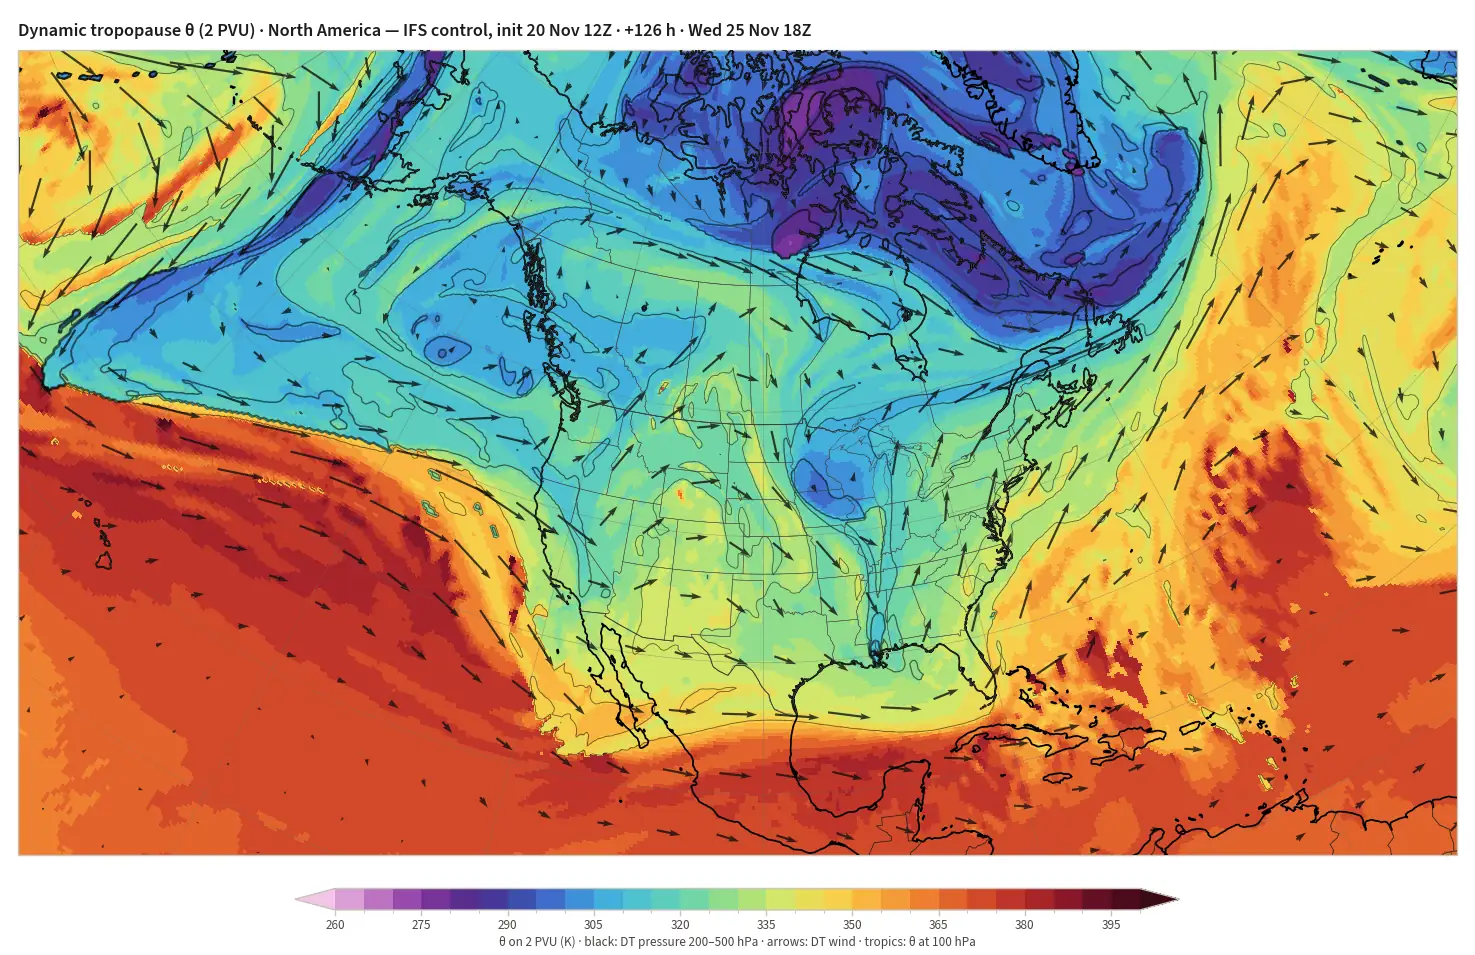 Dynamic tropopause θ (2 PVU) · North America — IFS control, init 20 Nov 12Z · +126 h · Wed 25 Nov 18Z
260 275 290 305 320 335 350 365 380 395
θ on 2 PVU (K) · black: DT pressure 200–500 hPa · arrows: DT wind · tropics: θ at 100 hPa